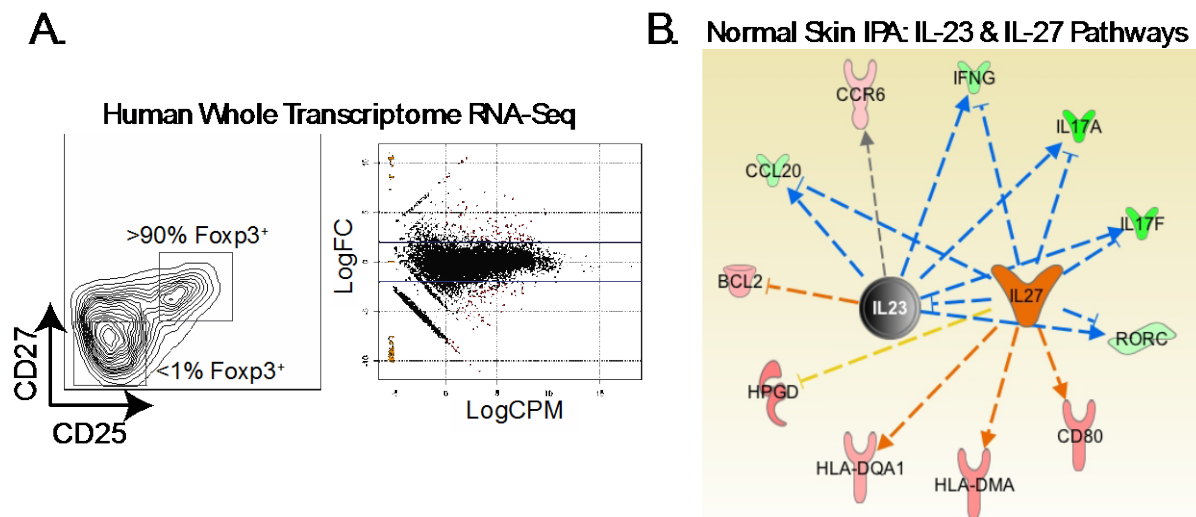 A.
B. Normal Skin IPA: IL-23 & IL-27 Pathways
Human Whole Transcriptome RNA-Seq
>90% Foxp3⁺
<1% Foxp3⁺
CD27
CD25
LogFC
LogCPM
CCR6
IFNG
IL17A
CCL20
IL17F
BCL2
IL23
IL27
RORC
HPGD
CD80
HLA-DQA1
HLA-DMA